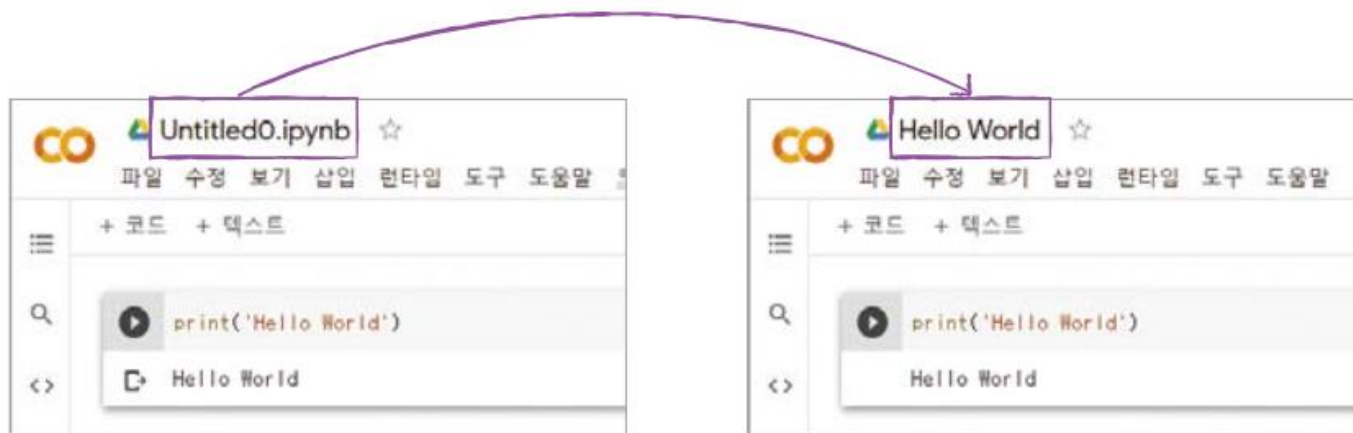 Untitled0.ipynb
파일 수정 보기 삽입 런타임 도구 도움말
+ 코드 + 텍스트
print('Hello World')
Hello World
Hello World
파일 수정 보기 삽입 런타임 도구 도움말
+ 코드 + 텍스트
print('Hello World')
Hello World